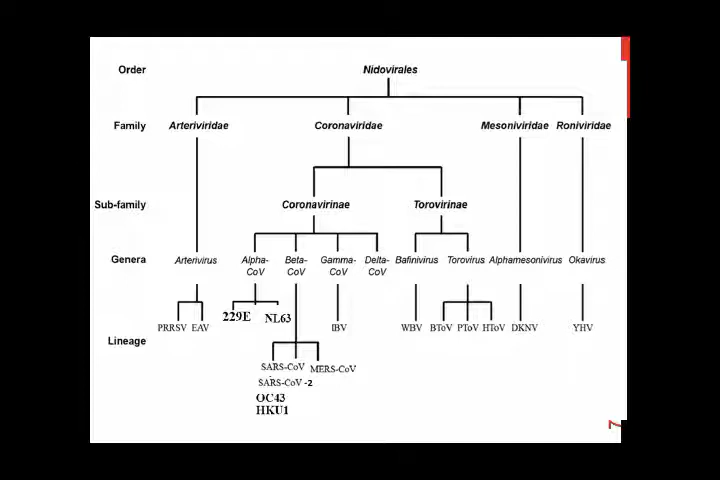 Order Nidovirales
Family Arteriviridae Coronaviridae Mesoniviridae Roniviridae
Sub-family Coronavirinae Torovirinae
Genera Arterivirus Alpha- Beta- Gamma- Delta- Bafinivirus Torovirus Alphamesonivirus Okavirus
CoV CoV CoV CoV
229E NL63
PRRSV EAV IBV WBV BToV PToV HToV DKNV YHV
Lineage
SARS-CoV MERS-CoV
SARS-CoV -2
OC43
HKU1
7